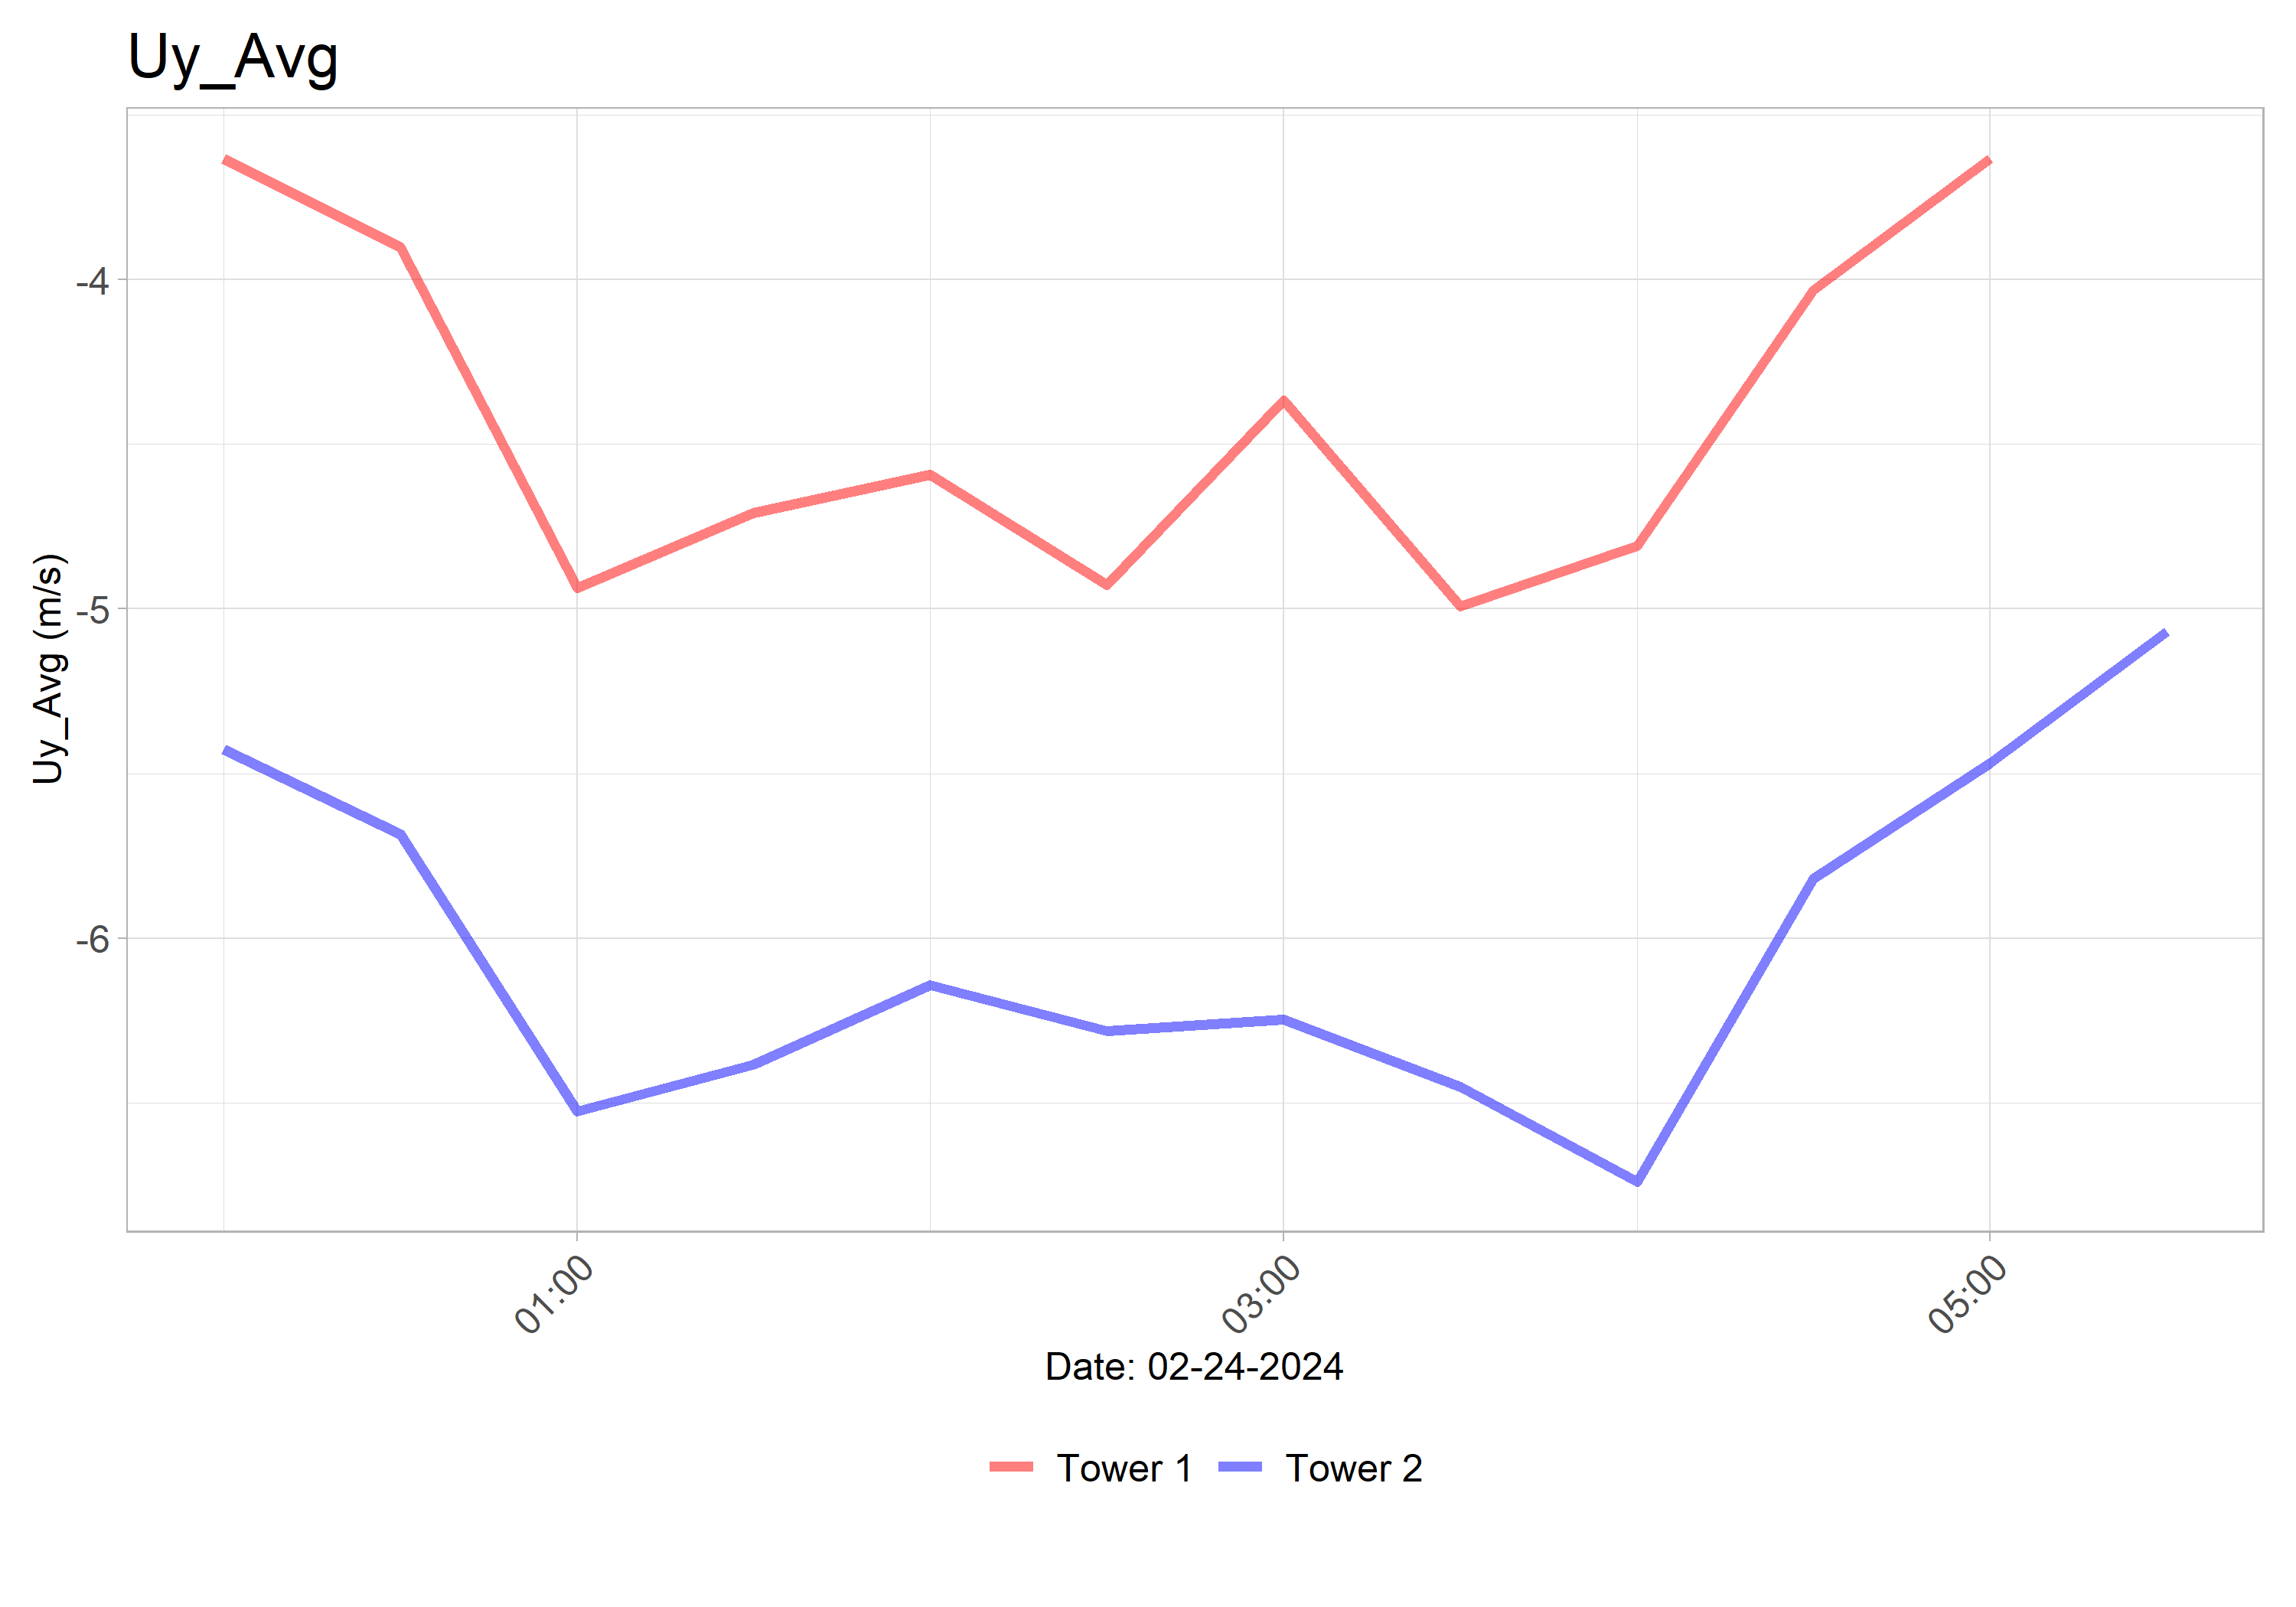 Uy_Avg
Uy_Avg (m/s)
-4
-5
-6
01:00
03:00
05:00
Date: 02-24-2024
Tower 1
Tower 2